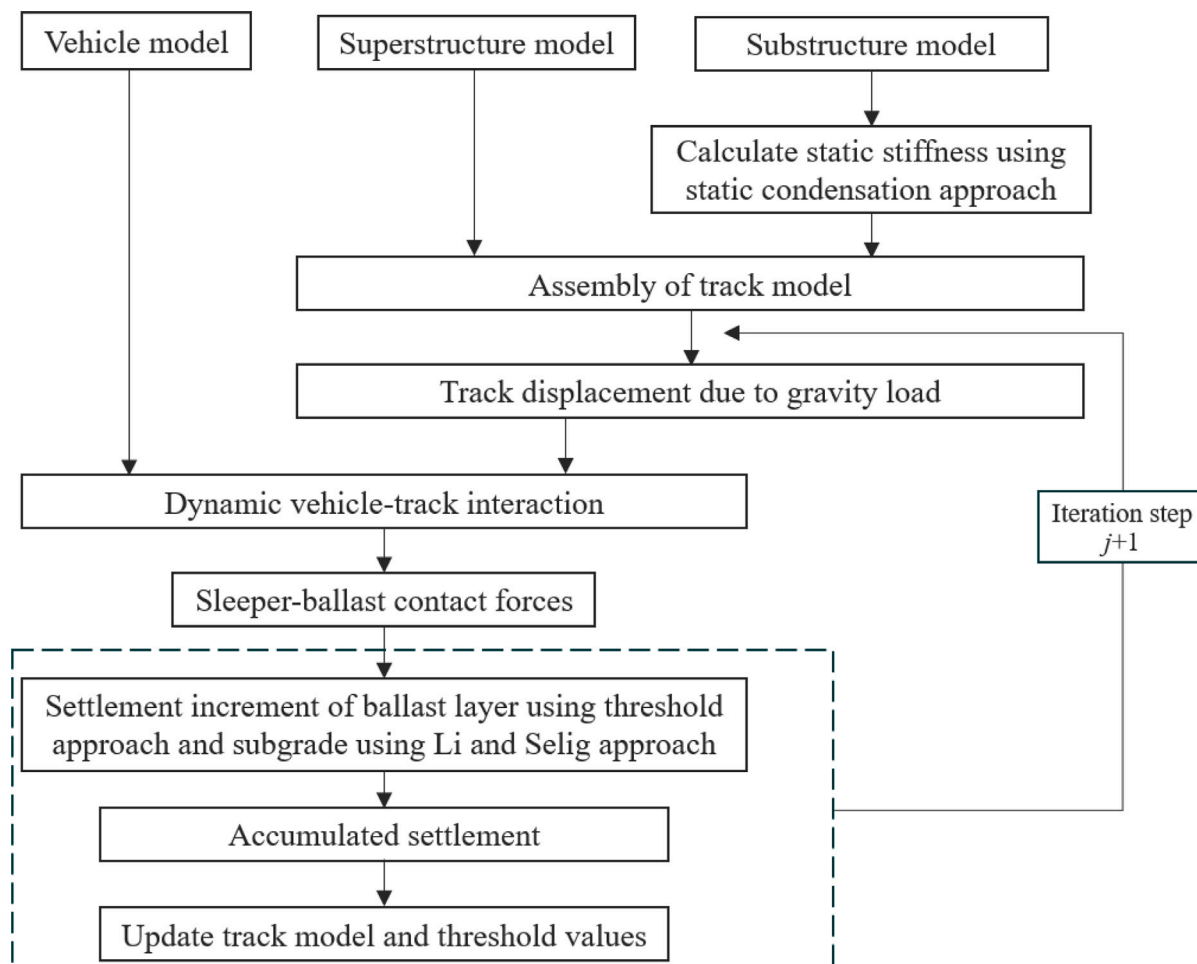 Vehicle model
Superstructure model
Substructure model
Calculate static stiffness using
static condensation approach
Assembly of track model
Track displacement due to gravity load
Dynamic vehicle-track interaction
Iteration step
j+1
Sleeper-ballast contact forces
Settlement increment of ballast layer using threshold
approach and subgrade using Li and Selig approach
Accumulated settlement
Update track model and threshold values